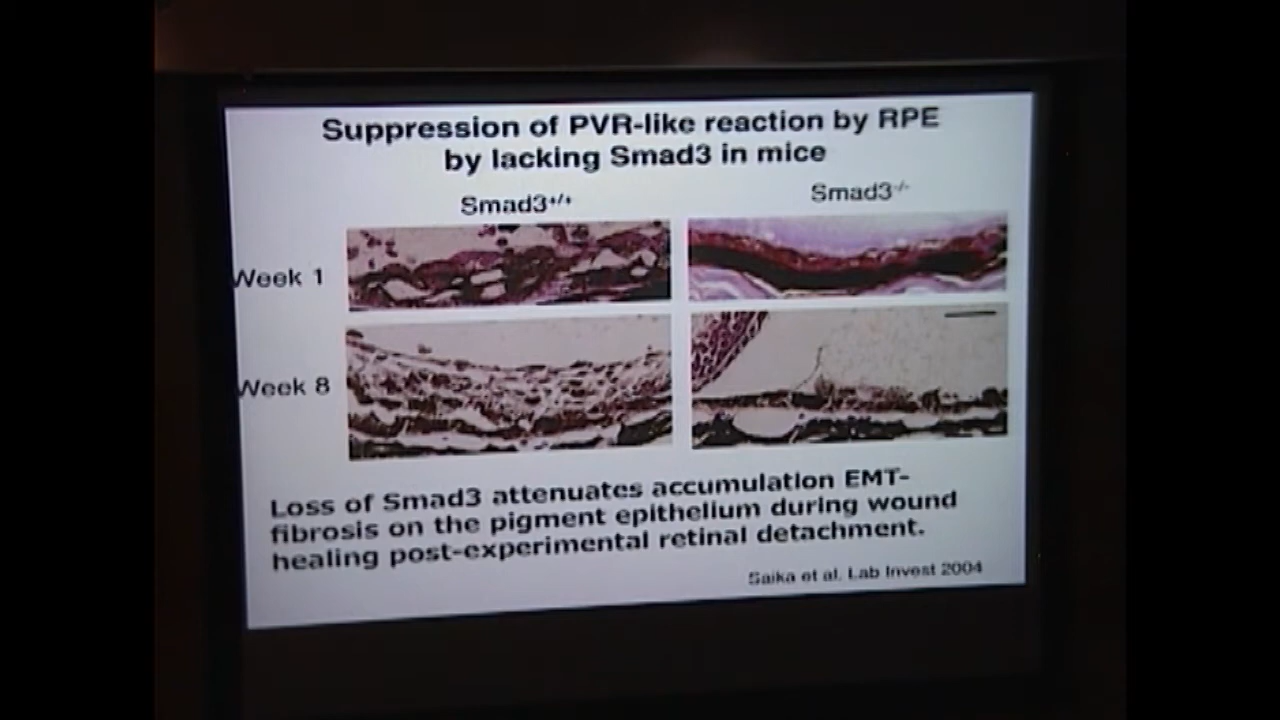 Suppression of PVR-like reaction by RPE
by lacking Smad3 in mice
Smad3+/+
Smad3-/-
Week 1
Week 8
Loss of Smad3 attenuates accumulation EMT-
fibrosis on the pigment epithelium during wound
healing post-experimental retinal detachment.
Saika et al. Lab Invest 2004